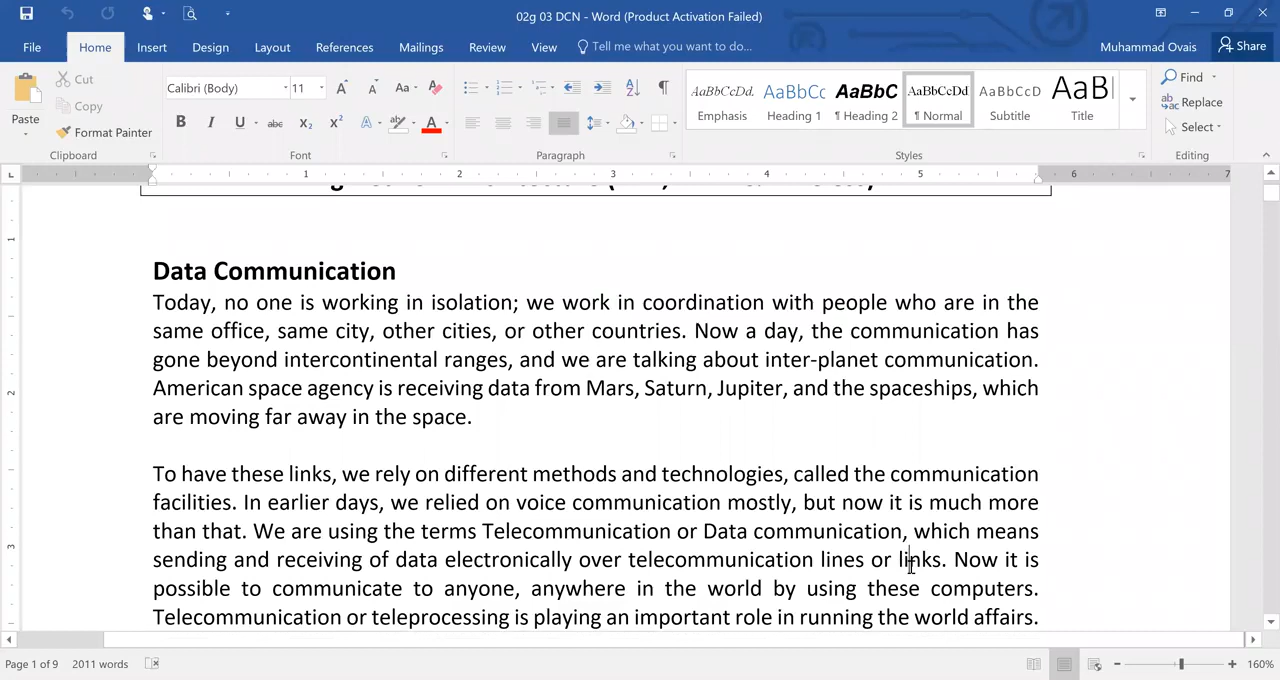 02g 03 DCN - Word (Product Activation Failed)
File Home Insert Design Layout References Mailings Review View Tell me what you want to do... Muhammad Ovais Share
Paste Cut Copy Format Painter
Clipboard
Calibri (Body) 11
Font
Paragraph
AaBbCcDd. AaBbCc AaBbC AaBbCcDd AaBbCcD AaBl
Emphasis Heading 1 ¶ Heading 2 ¶ Normal Subtitle Title
Styles
Find
Replace
Select
Editing
1 2 3 4 5 6 7
Data Communication
Today, no one is working in isolation; we work in coordination with people who are in the
same office, same city, other cities, or other countries. Now a day, the communication has
gone beyond intercontinental ranges, and we are talking about inter-planet communication.
American space agency is receiving data from Mars, Saturn, Jupiter, and the spaceships, which
are moving far away in the space.
To have these links, we rely on different methods and technologies, called the communication
facilities. In earlier days, we relied on voice communication mostly, but now it is much more
than that. We are using the terms Telecommunication or Data communication, which means
sending and receiving of data electronically over telecommunication lines or links. Now it is
possible to communicate to anyone, anywhere in the world by using these computers.
Telecommunication or teleprocessing is playing an important role in running the world affairs.
Page 1 of 9 2011 words 160%